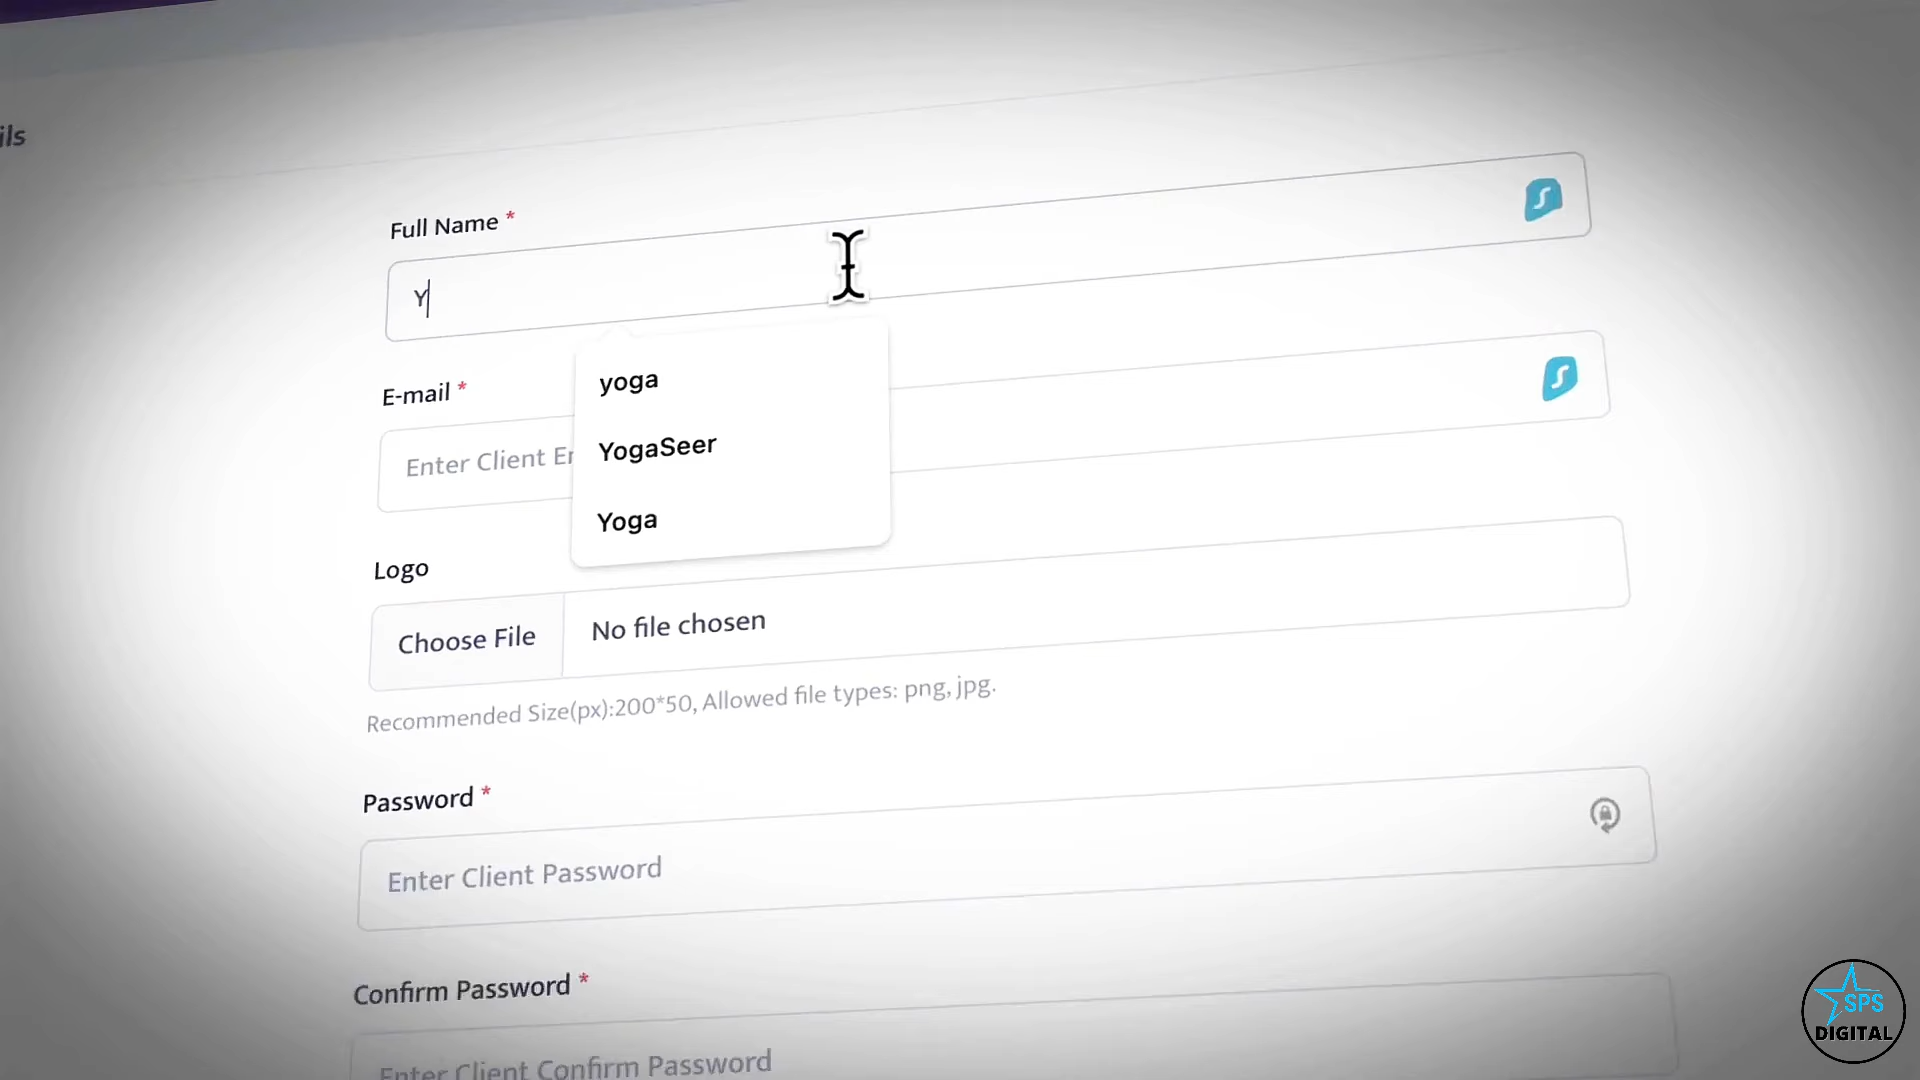 ils
Full Name *
Y
E-mail *
yoga
Enter Client Er
YogaSeer
Yoga
Logo
Choose File
No file chosen
Recommended Size(px):200*50, Allowed file types: png, jpg.
Password *
Enter Client Password
Confirm Password *
Enter Client Confirm Password
SPS
DIGITAL